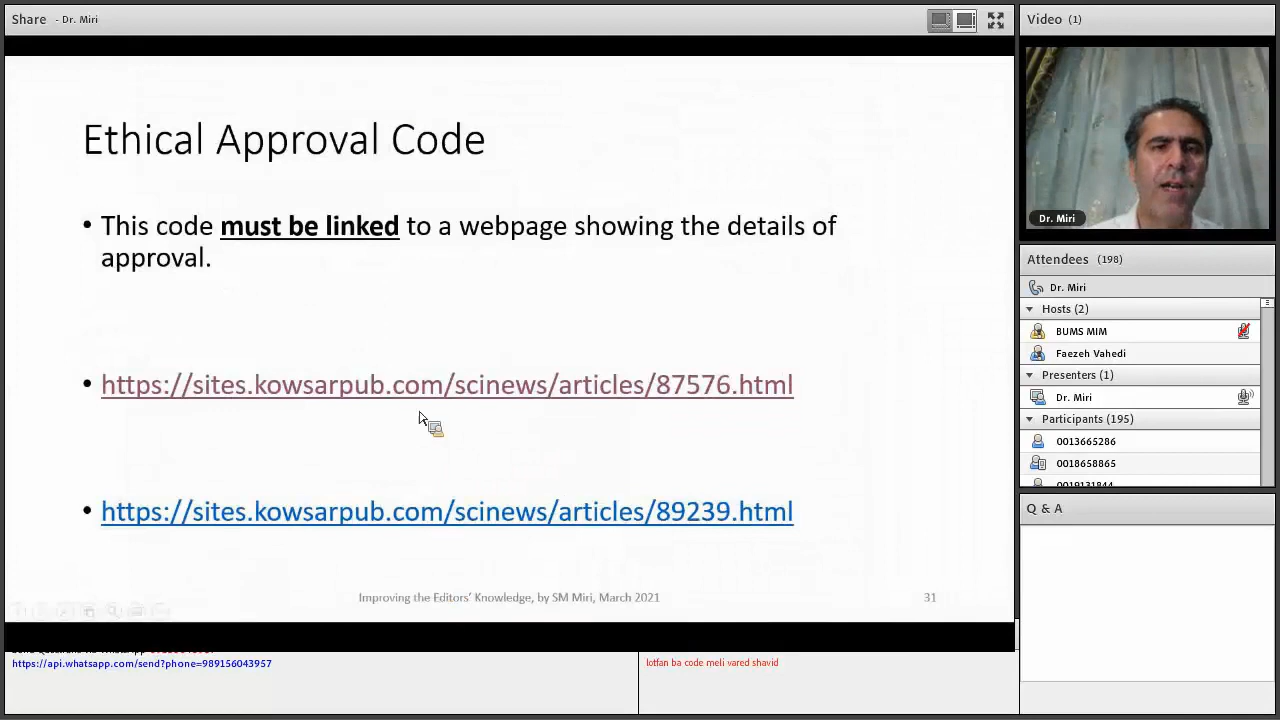 Share - Dr. Miri
Ethical Approval Code
• This code must be linked to a webpage showing the details of
approval.
• https://sites.kowsarpub.com/scinews/articles/87576.html
• https://sites.kowsarpub.com/scinews/articles/89239.html
Improving the Editors' Knowledge, by SM Miri, March 2021
31
https://api.whatsapp.com/send?phone=989156043957
lotfan ba code meli vared shavid
Video (1)
Dr. Miri
Attendees (198)
Dr. Miri
Hosts (2)
BUMS MIM
Faezeh Vahedi
Presenters (1)
Dr. Miri
Participants (195)
0013665286
0018658865
0019131844
Q & A